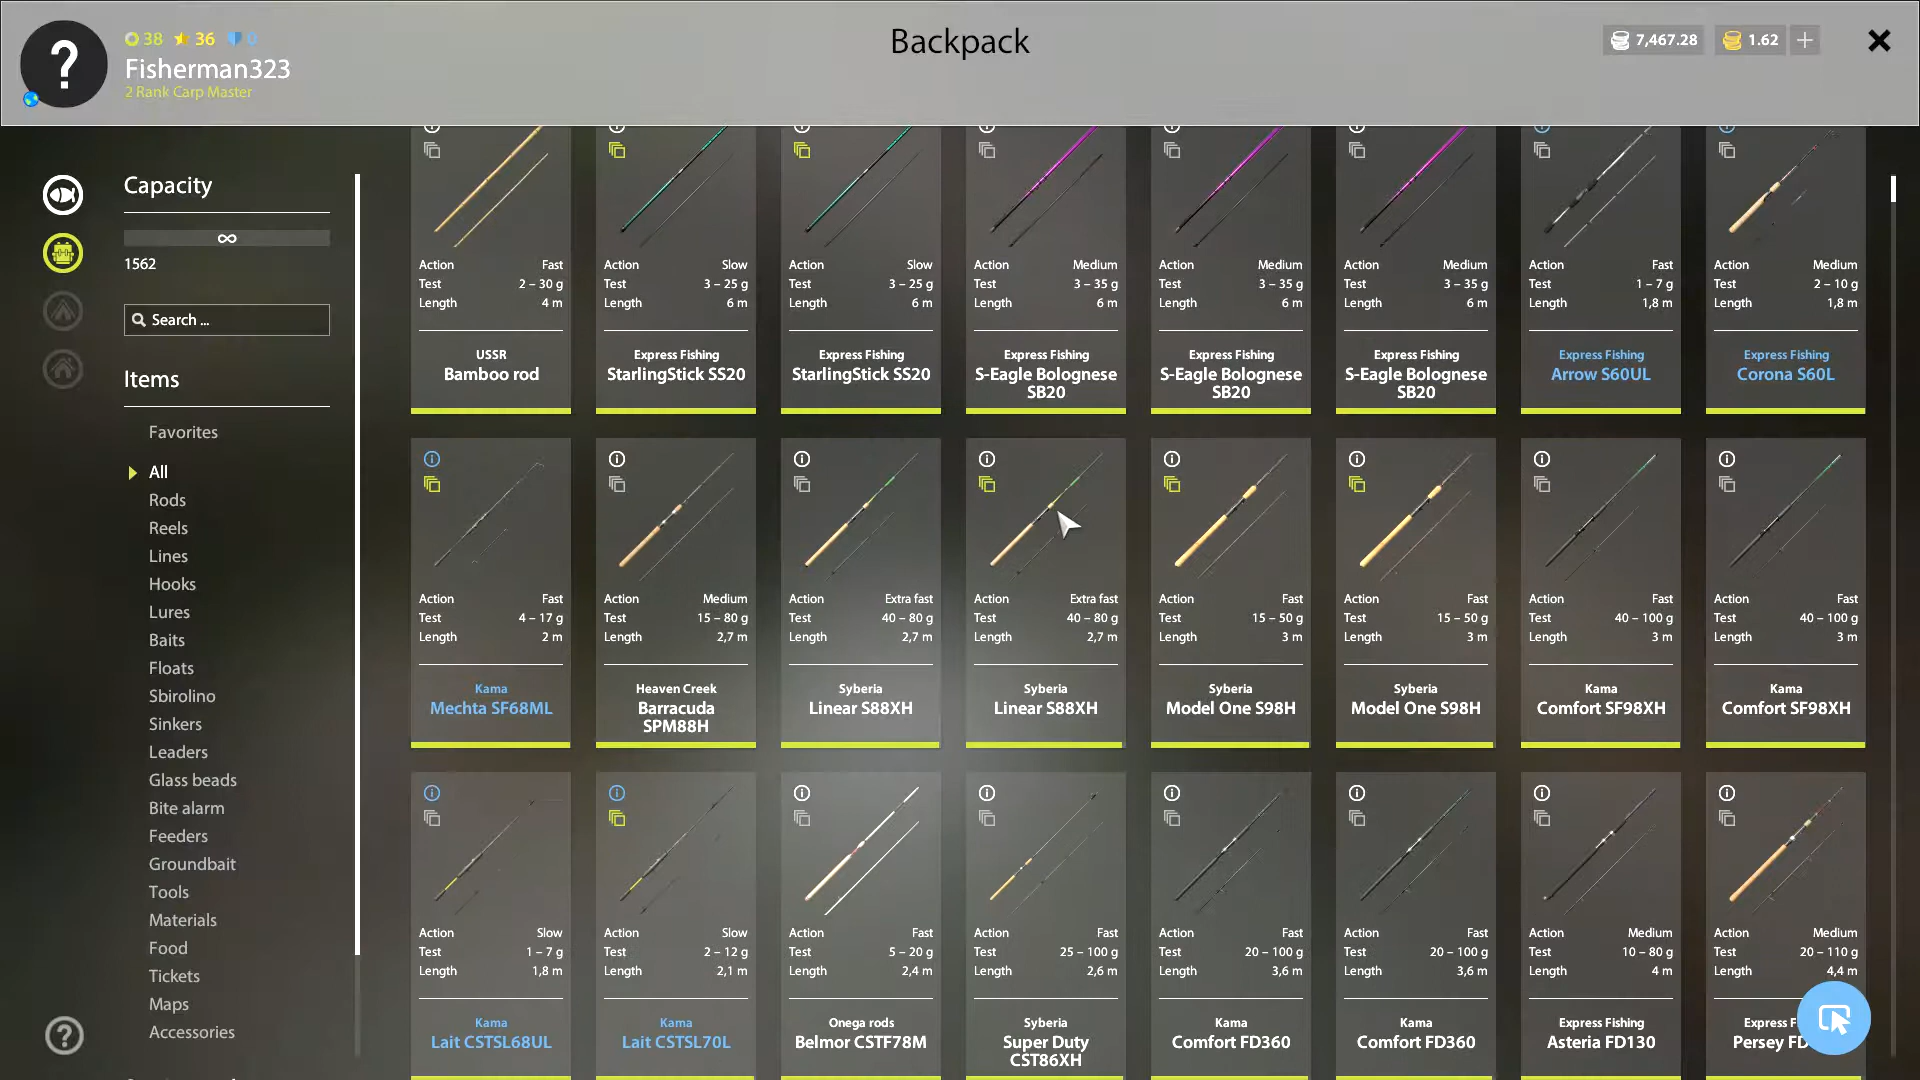 Backpack
38 36 0
Fisherman323
2 Rank Carp Master
7,467.28 1.62 +
Capacity
∞
1562
Search ...
Items
Favorites
All
Rods
Reels
Lines
Hooks
Lures
Baits
Floats
Sbirolino
Sinkers
Leaders
Glass beads
Bite alarm
Feeders
Groundbait
Tools
Materials
Food
Tickets
Maps
Accessories
Action Fast
Test 2 – 30 g
Length 4 m
USSR
Bamboo rod
Action Slow
Test 3 – 25 g
Length 6 m
Express Fishing
StarlingStick SS20
Action Slow
Test 3 – 25 g
Length 6 m
Express Fishing
StarlingStick SS20
Action Medium
Test 3 – 35 g
Length 6 m
Express Fishing
S-Eagle Bolognese
SB20
Action Medium
Test 3 – 35 g
Length 6 m
Express Fishing
S-Eagle Bolognese
SB20
Action Medium
Test 3 – 35 g
Length 6 m
Express Fishing
S-Eagle Bolognese
SB20
Action Fast
Test 1 – 7 g
Length 1,8 m
Express Fishing
Arrow S60UL
Action Medium
Test 2 – 10 g
Length 1,8 m
Express Fishing
Corona S60L
Action Fast
Test 4 – 17 g
Length 2 m
Kama
Mechta SF68ML
Action Medium
Test 15 – 80 g
Length 2,7 m
Heaven Creek
Barracuda
SPM88H
Action Extra fast
Test 40 – 80 g
Length 2,7 m
Syberia
Linear S88XH
Action Extra fast
Test 40 – 80 g
Length 2,7 m
Syberia
Linear S88XH
Action Fast
Test 15 – 50 g
Length 3 m
Syberia
Model One S98H
Action Fast
Test 15 – 50 g
Length 3 m
Syberia
Model One S98H
Action Fast
Test 40 – 100 g
Length 3 m
Kama
Comfort SF98XH
Action Fast
Test 40 – 100 g
Length 3 m
Kama
Comfort SF98XH
Action Slow
Test 1 – 7 g
Length 1,8 m
Kama
Lait CSTSL68UL
Action Slow
Test 2 – 12 g
Length 2,1 m
Kama
Lait CSTSL70L
Action Fast
Test 5 – 20 g
Length 2,4 m
Onega rods
Belmor CSTF78M
Action Fast
Test 25 – 100 g
Length 2,6 m
Syberia
Super Duty
CST86XH
Action Fast
Test 20 – 100 g
Length 3,6 m
Kama
Comfort FD360
Action Fast
Test 20 – 100 g
Length 3,6 m
Kama
Comfort FD360
Action Medium
Test 10 – 80 g
Length 4 m
Express Fishing
Asteria FD130
Action Medium
Test 20 – 110 g
Length 4,4 m
Express F
Persey FD